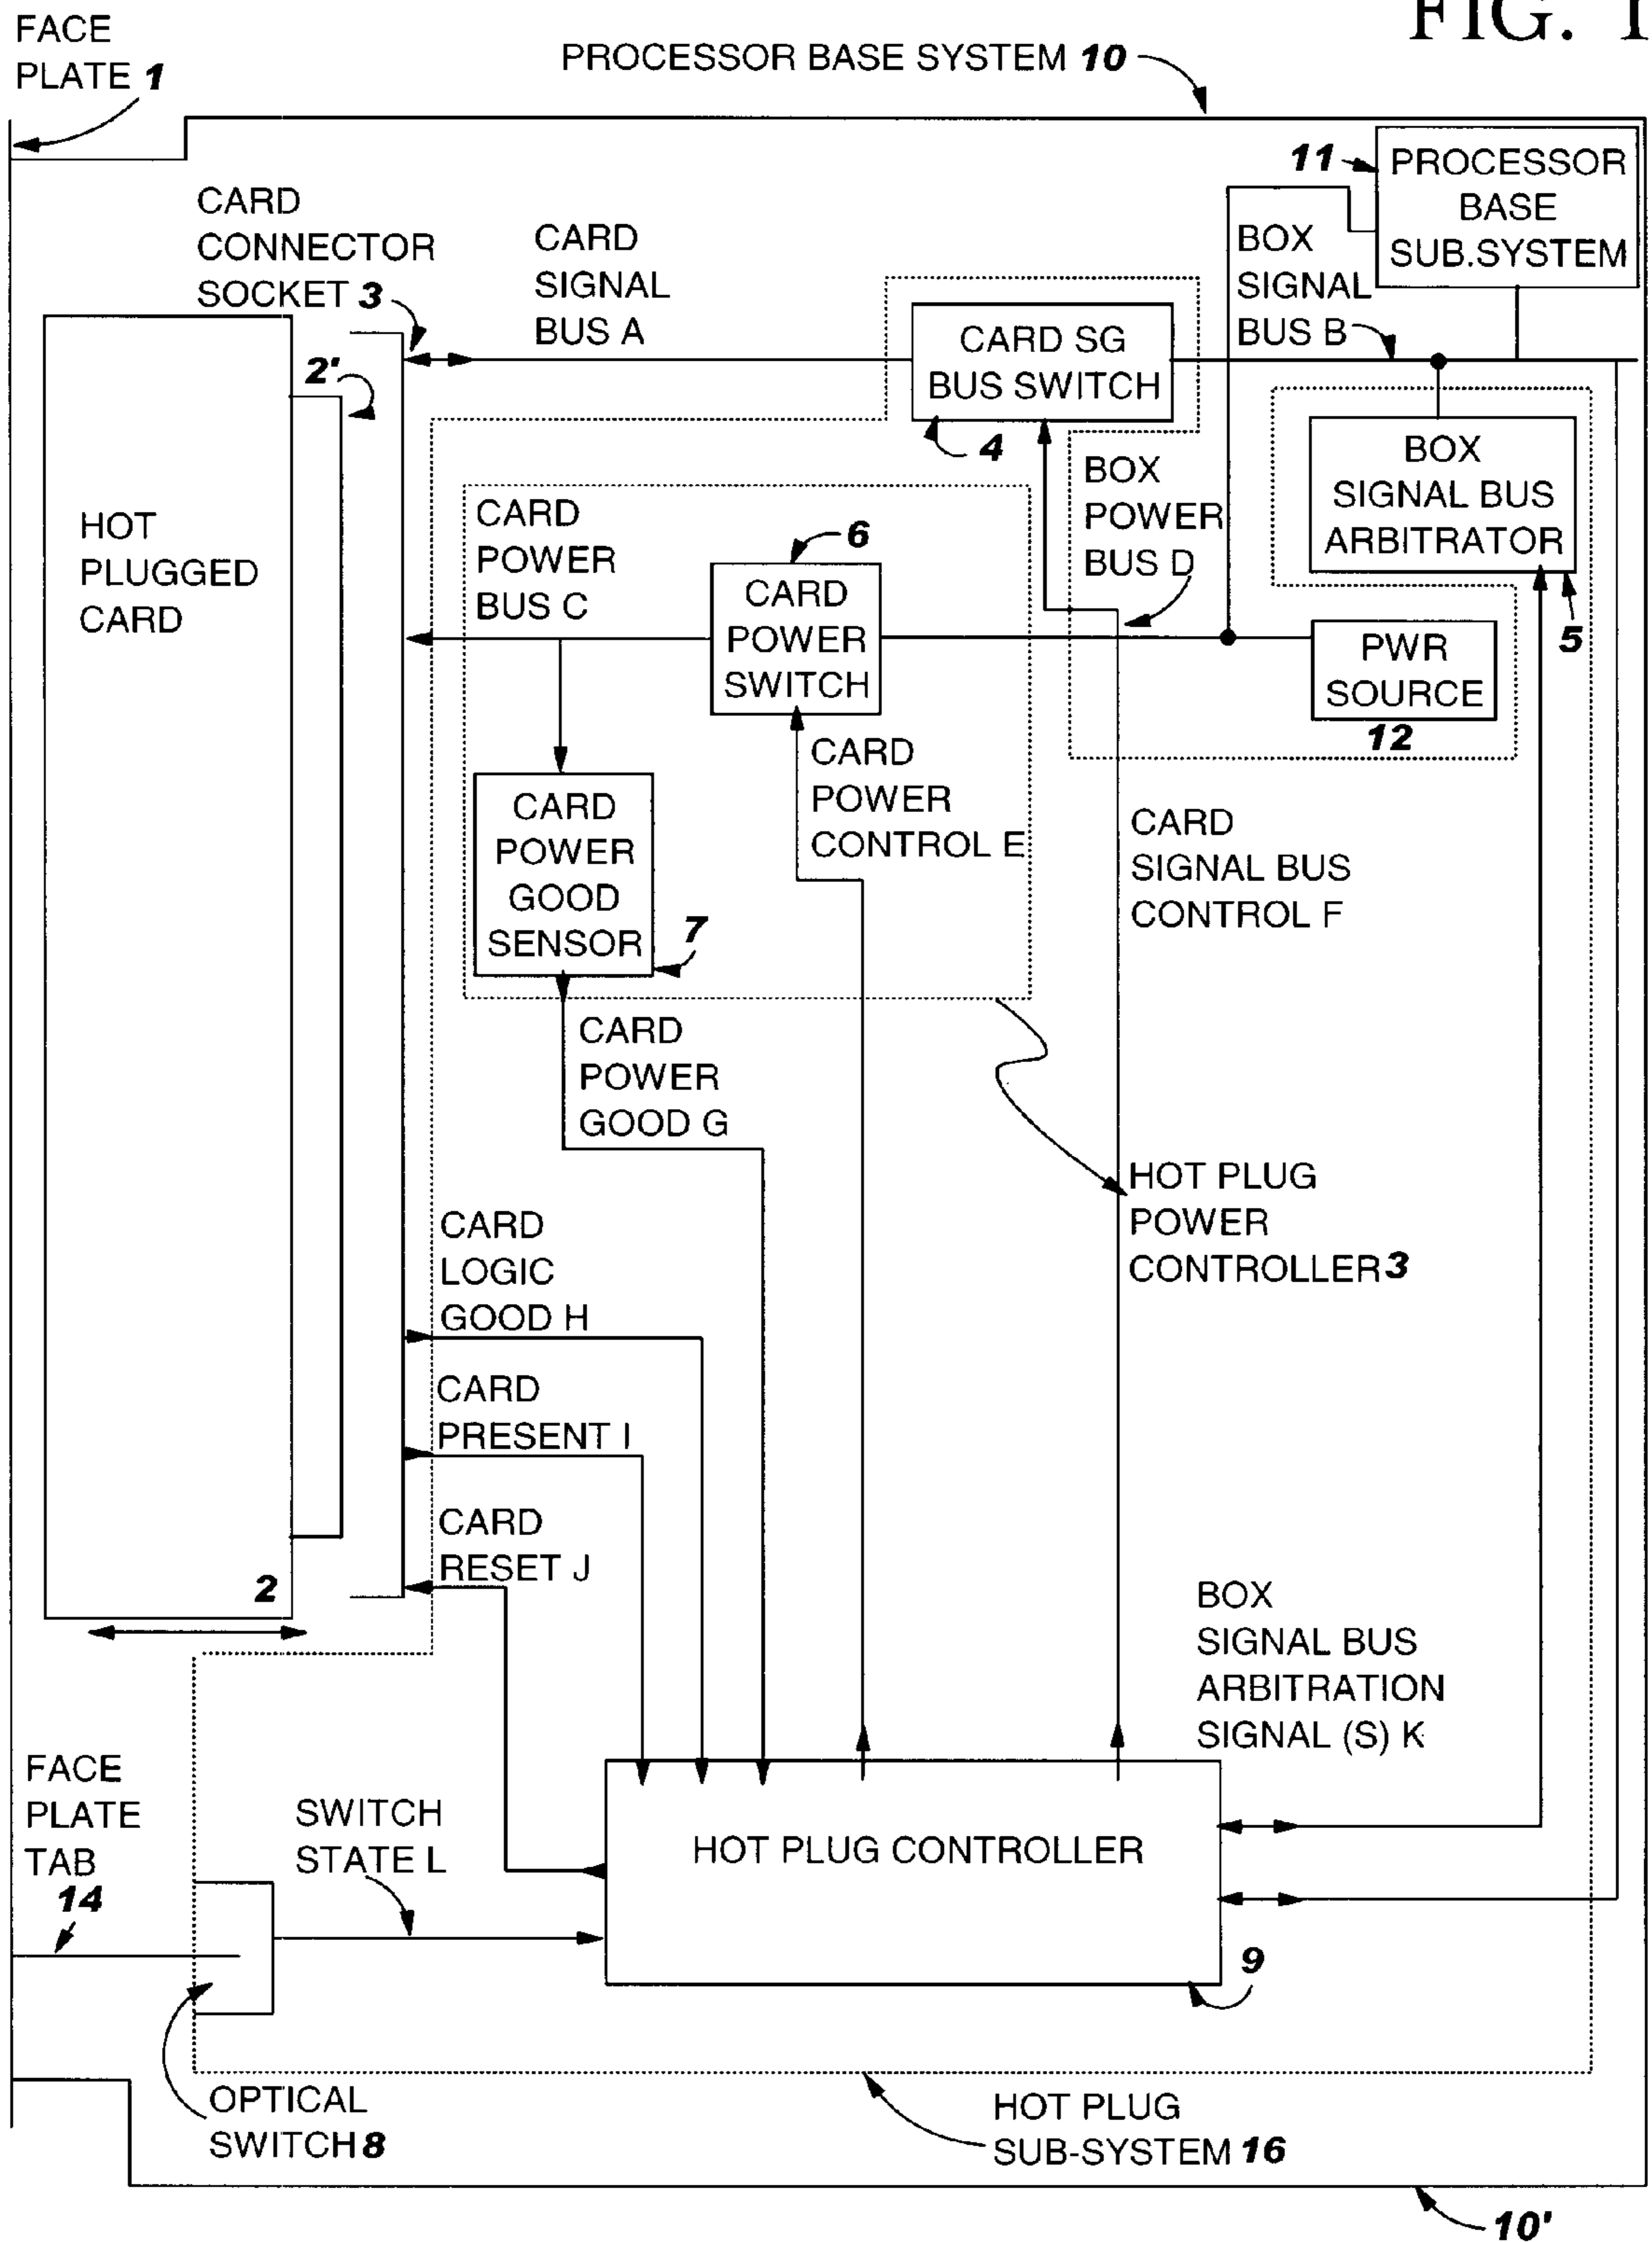 FIG. 1
FACE
PLATE 1
PROCESSOR BASE SYSTEM 10
11
PROCESSOR
BASE
SUB.SYSTEM
CARD
CONNECTOR
SOCKET 3
CARD
SIGNAL
BUS A
BOX
SIGNAL
BUS B
CARD SG
BUS SWITCH
4
2'
HOT
PLUGGED
CARD
2
BOX
SIGNAL BUS
ARBITRATOR
5
BOX
POWER
BUS D
CARD
POWER
BUS C
6
CARD
POWER
SWITCH
PWR
SOURCE
12
CARD
POWER
CONTROL E
CARD
POWER
GOOD
SENSOR
7
CARD
SIGNAL BUS
CONTROL F
CARD
POWER
GOOD G
HOT PLUG
POWER
CONTROLLER 3
CARD
LOGIC
GOOD H
CARD
PRESENT I
CARD
RESET J
BOX
SIGNAL BUS
ARBITRATION
SIGNAL (S) K
FACE
PLATE
TAB
14
SWITCH
STATE L
HOT PLUG CONTROLLER
9
OPTICAL
SWITCH 8
HOT PLUG
SUB-SYSTEM 16
10'